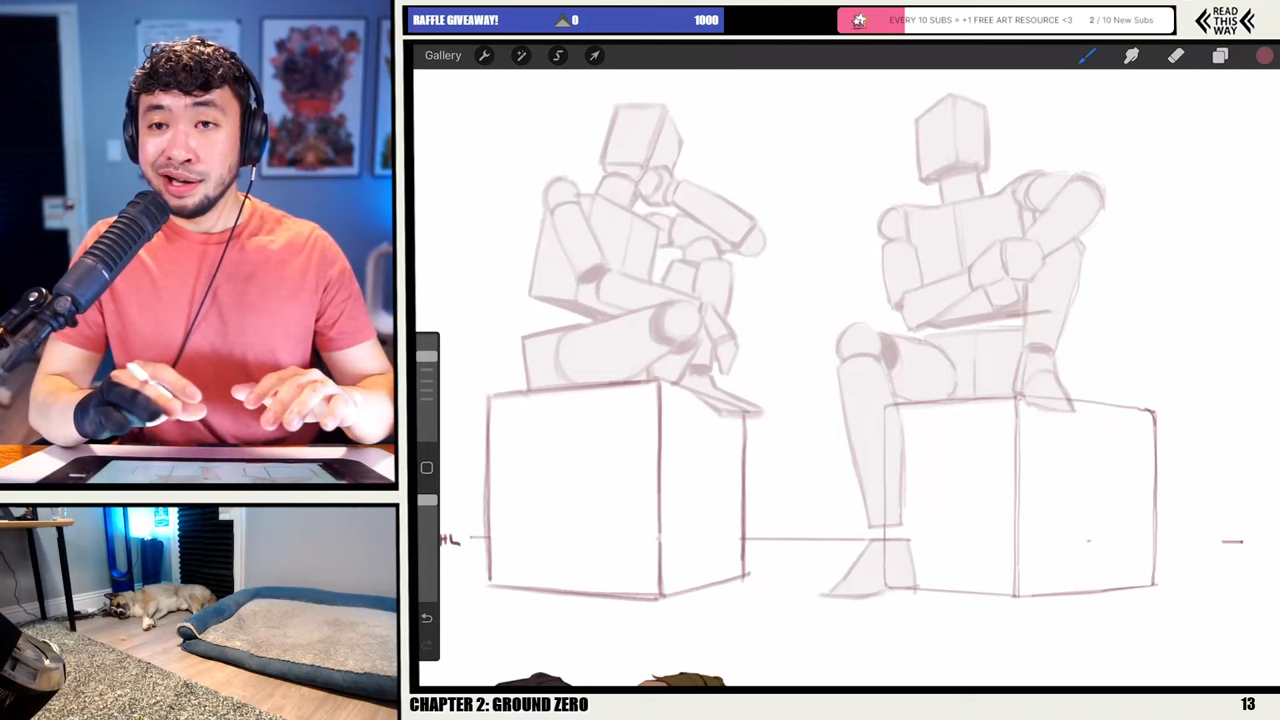 RAFFLE GIVEAWAY! 0 1000
EVERY 10 SUBS = +1 FREE ART RESOURCE <3 2 / 10 New Subs
READ
THIS
WAY
Gallery
HL
CHAPTER 2: GROUND ZERO 13